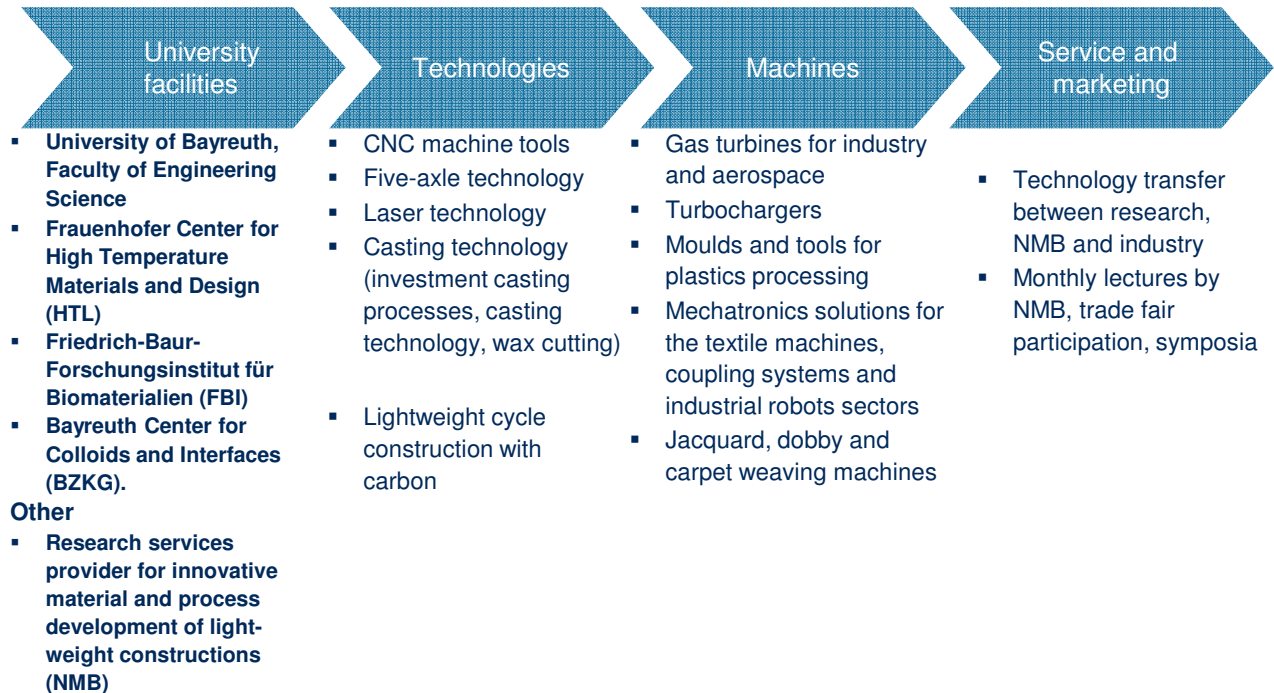 University
facilities
Technologies
Machines
Service and
marketing
▪ University of Bayreuth,
Faculty of Engineering
Science
▪ Frauenhofer Center for
High Temperature
Materials and Design
(HTL)
▪ Friedrich-Baur-
Forschungsinstitut für
Biomaterialien (FBI)
▪ Bayreuth Center for
Colloids and Interfaces
(BZKG).
Other
▪ Research services
provider for innovative
material and process
development of light-
weight constructions
(NMB)
▪ CNC machine tools
▪ Five-axle technology
▪ Laser technology
▪ Casting technology
(investment casting
processes, casting
technology, wax cutting)
▪ Lightweight cycle
construction with
carbon
▪ Gas turbines for industry
and aerospace
▪ Turbochargers
▪ Moulds and tools for
plastics processing
▪ Mechatronics solutions for
the textile machines,
coupling systems and
industrial robots sectors
▪ Jacquard, dobby and
carpet weaving machines
▪ Technology transfer
between research,
NMB and industry
▪ Monthly lectures by
NMB, trade fair
participation, symposia